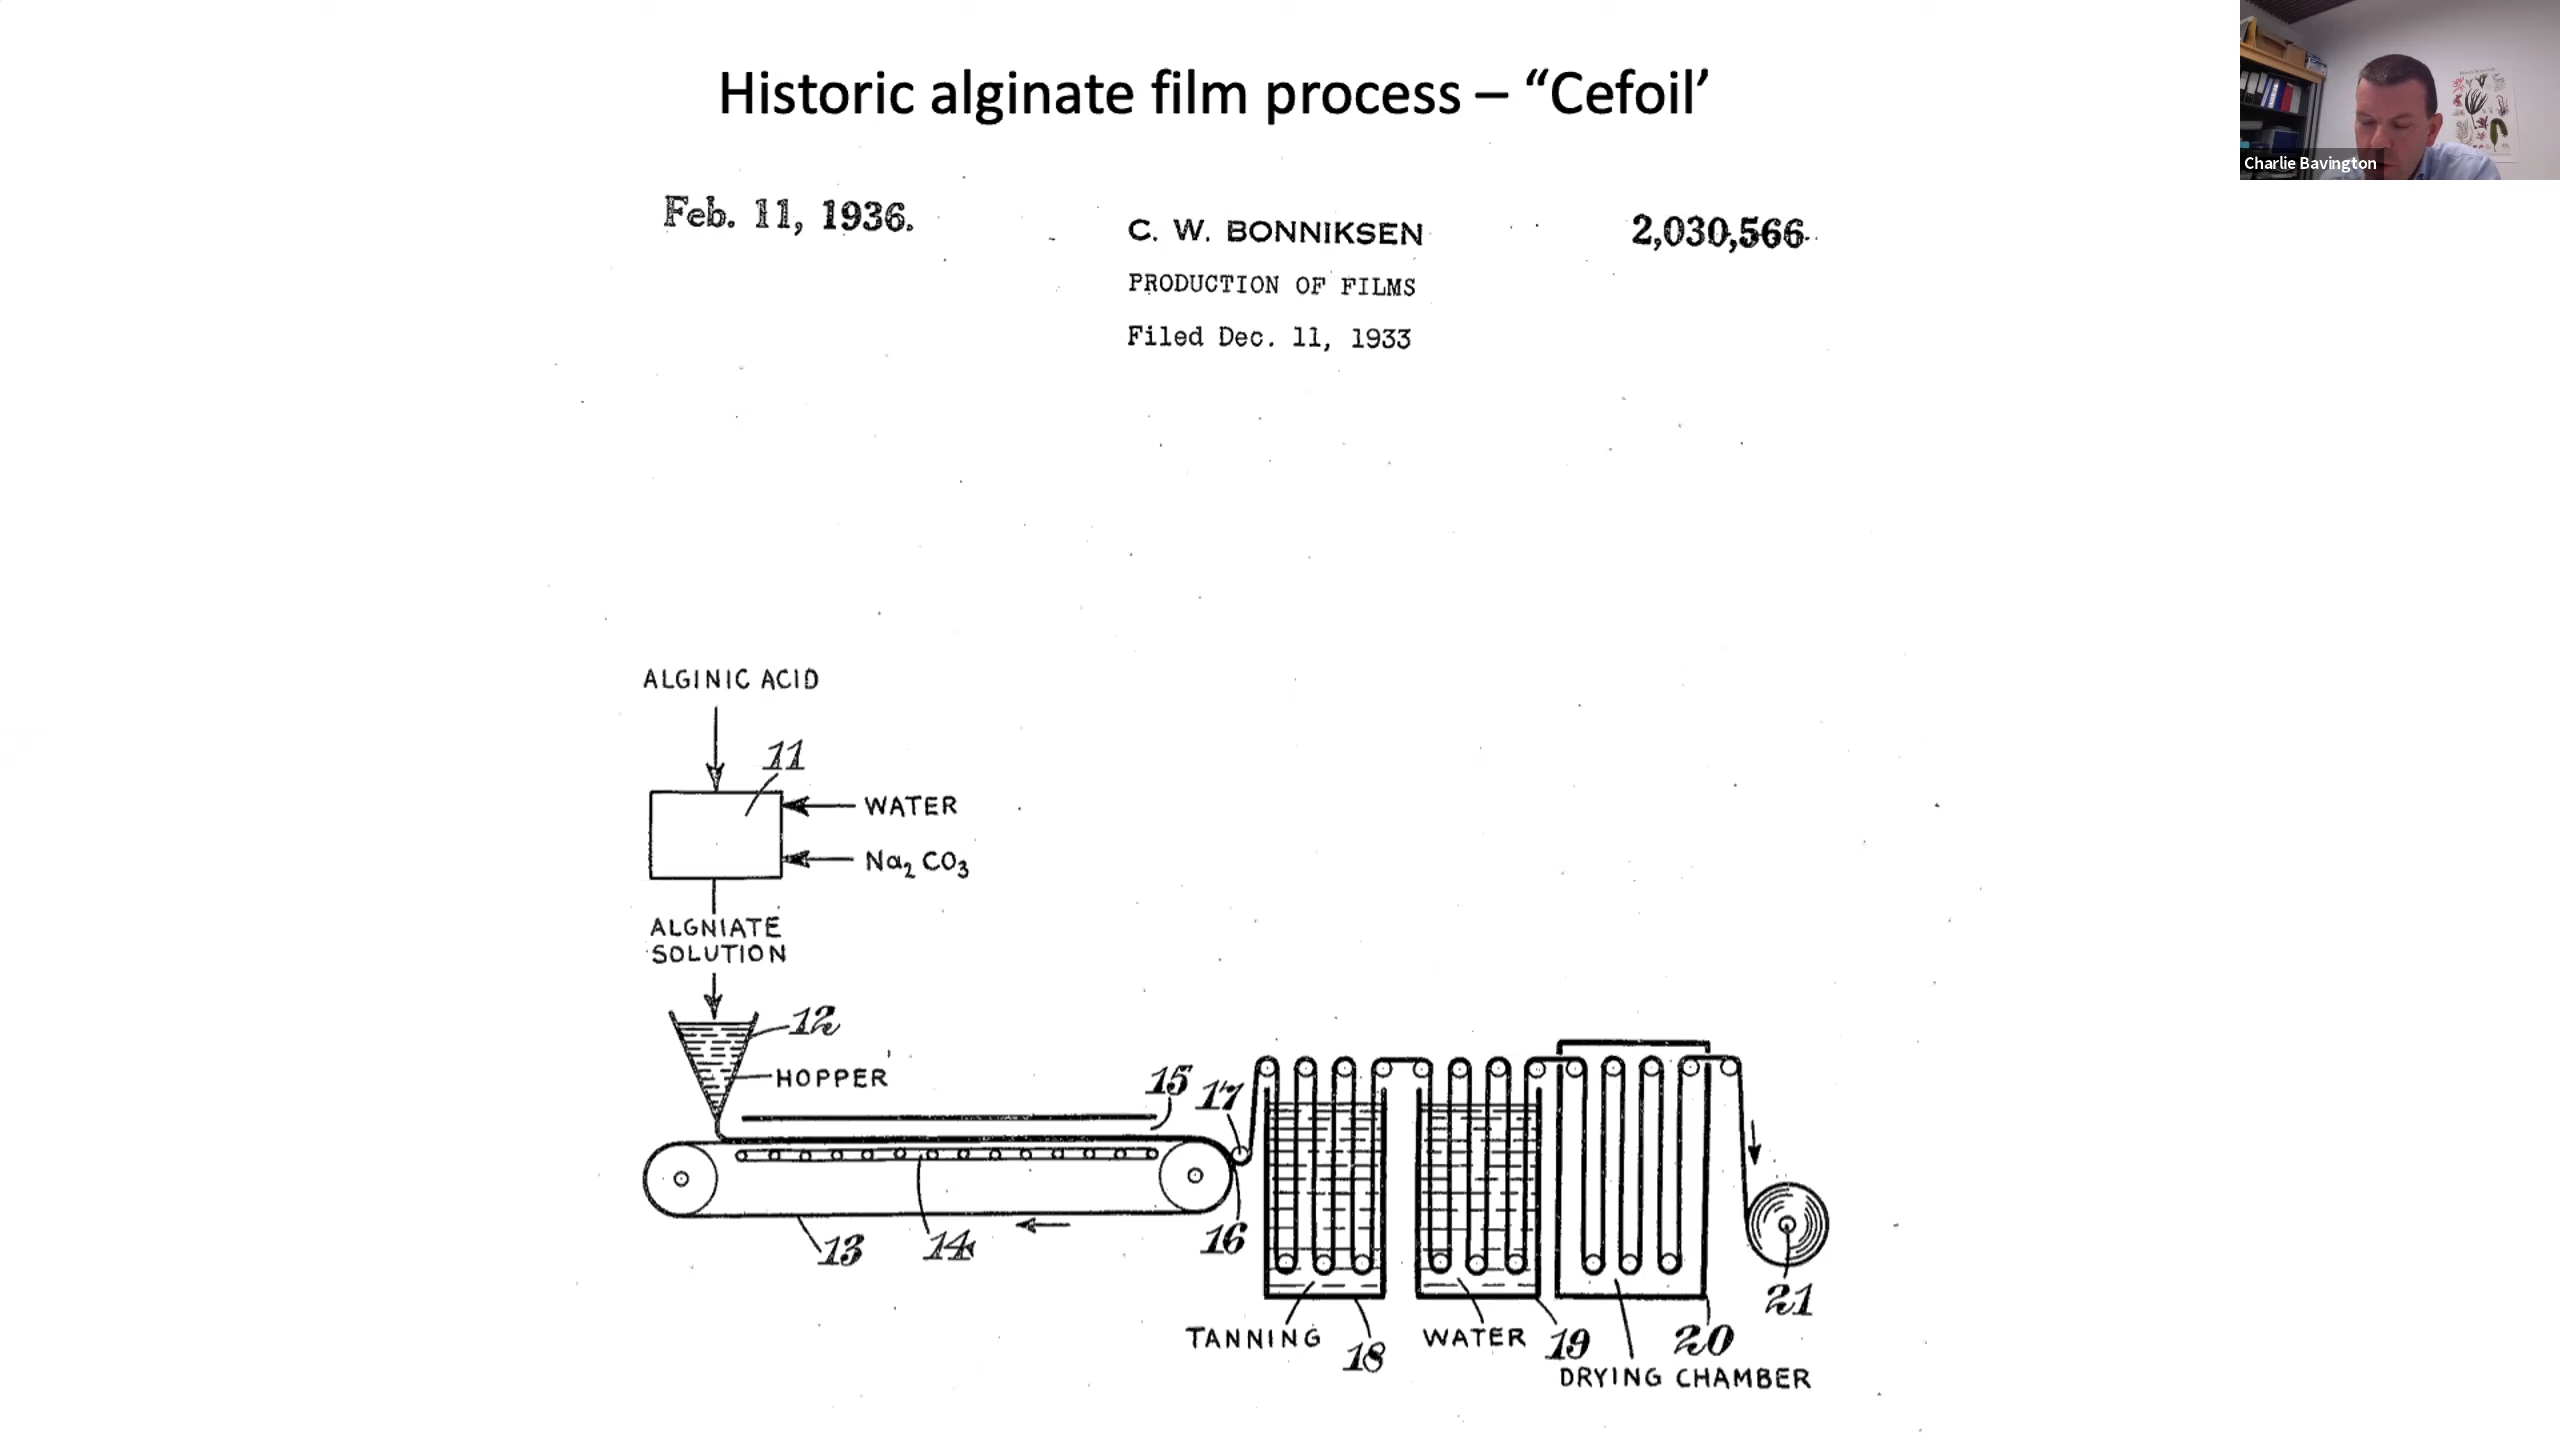 Historic alginate film process – “Cefoil’
Charlie Bavington
Feb. 11, 1936.
C. W. BONNIKSEN
2,030,566
PRODUCTION OF FILMS
Filed Dec. 11, 1933
ALGINIC ACID
11
WATER
Na₂ CO₃
ALGNIATE
SOLUTION
12
HOPPER
15
17
13
14
16
TANNING
18
WATER
19
20
21
DRYING CHAMBER